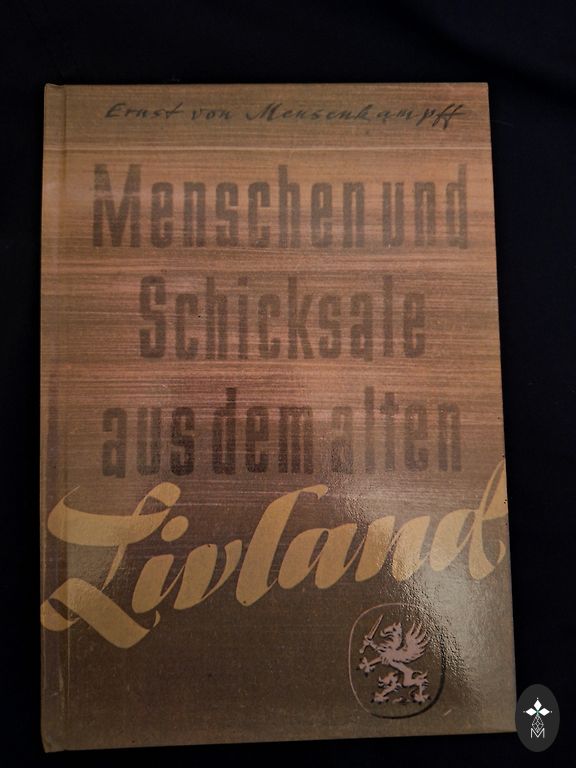 Ernst von Mensenkampff
Menschen und
Schicksale
aus dem alten
Livland
M